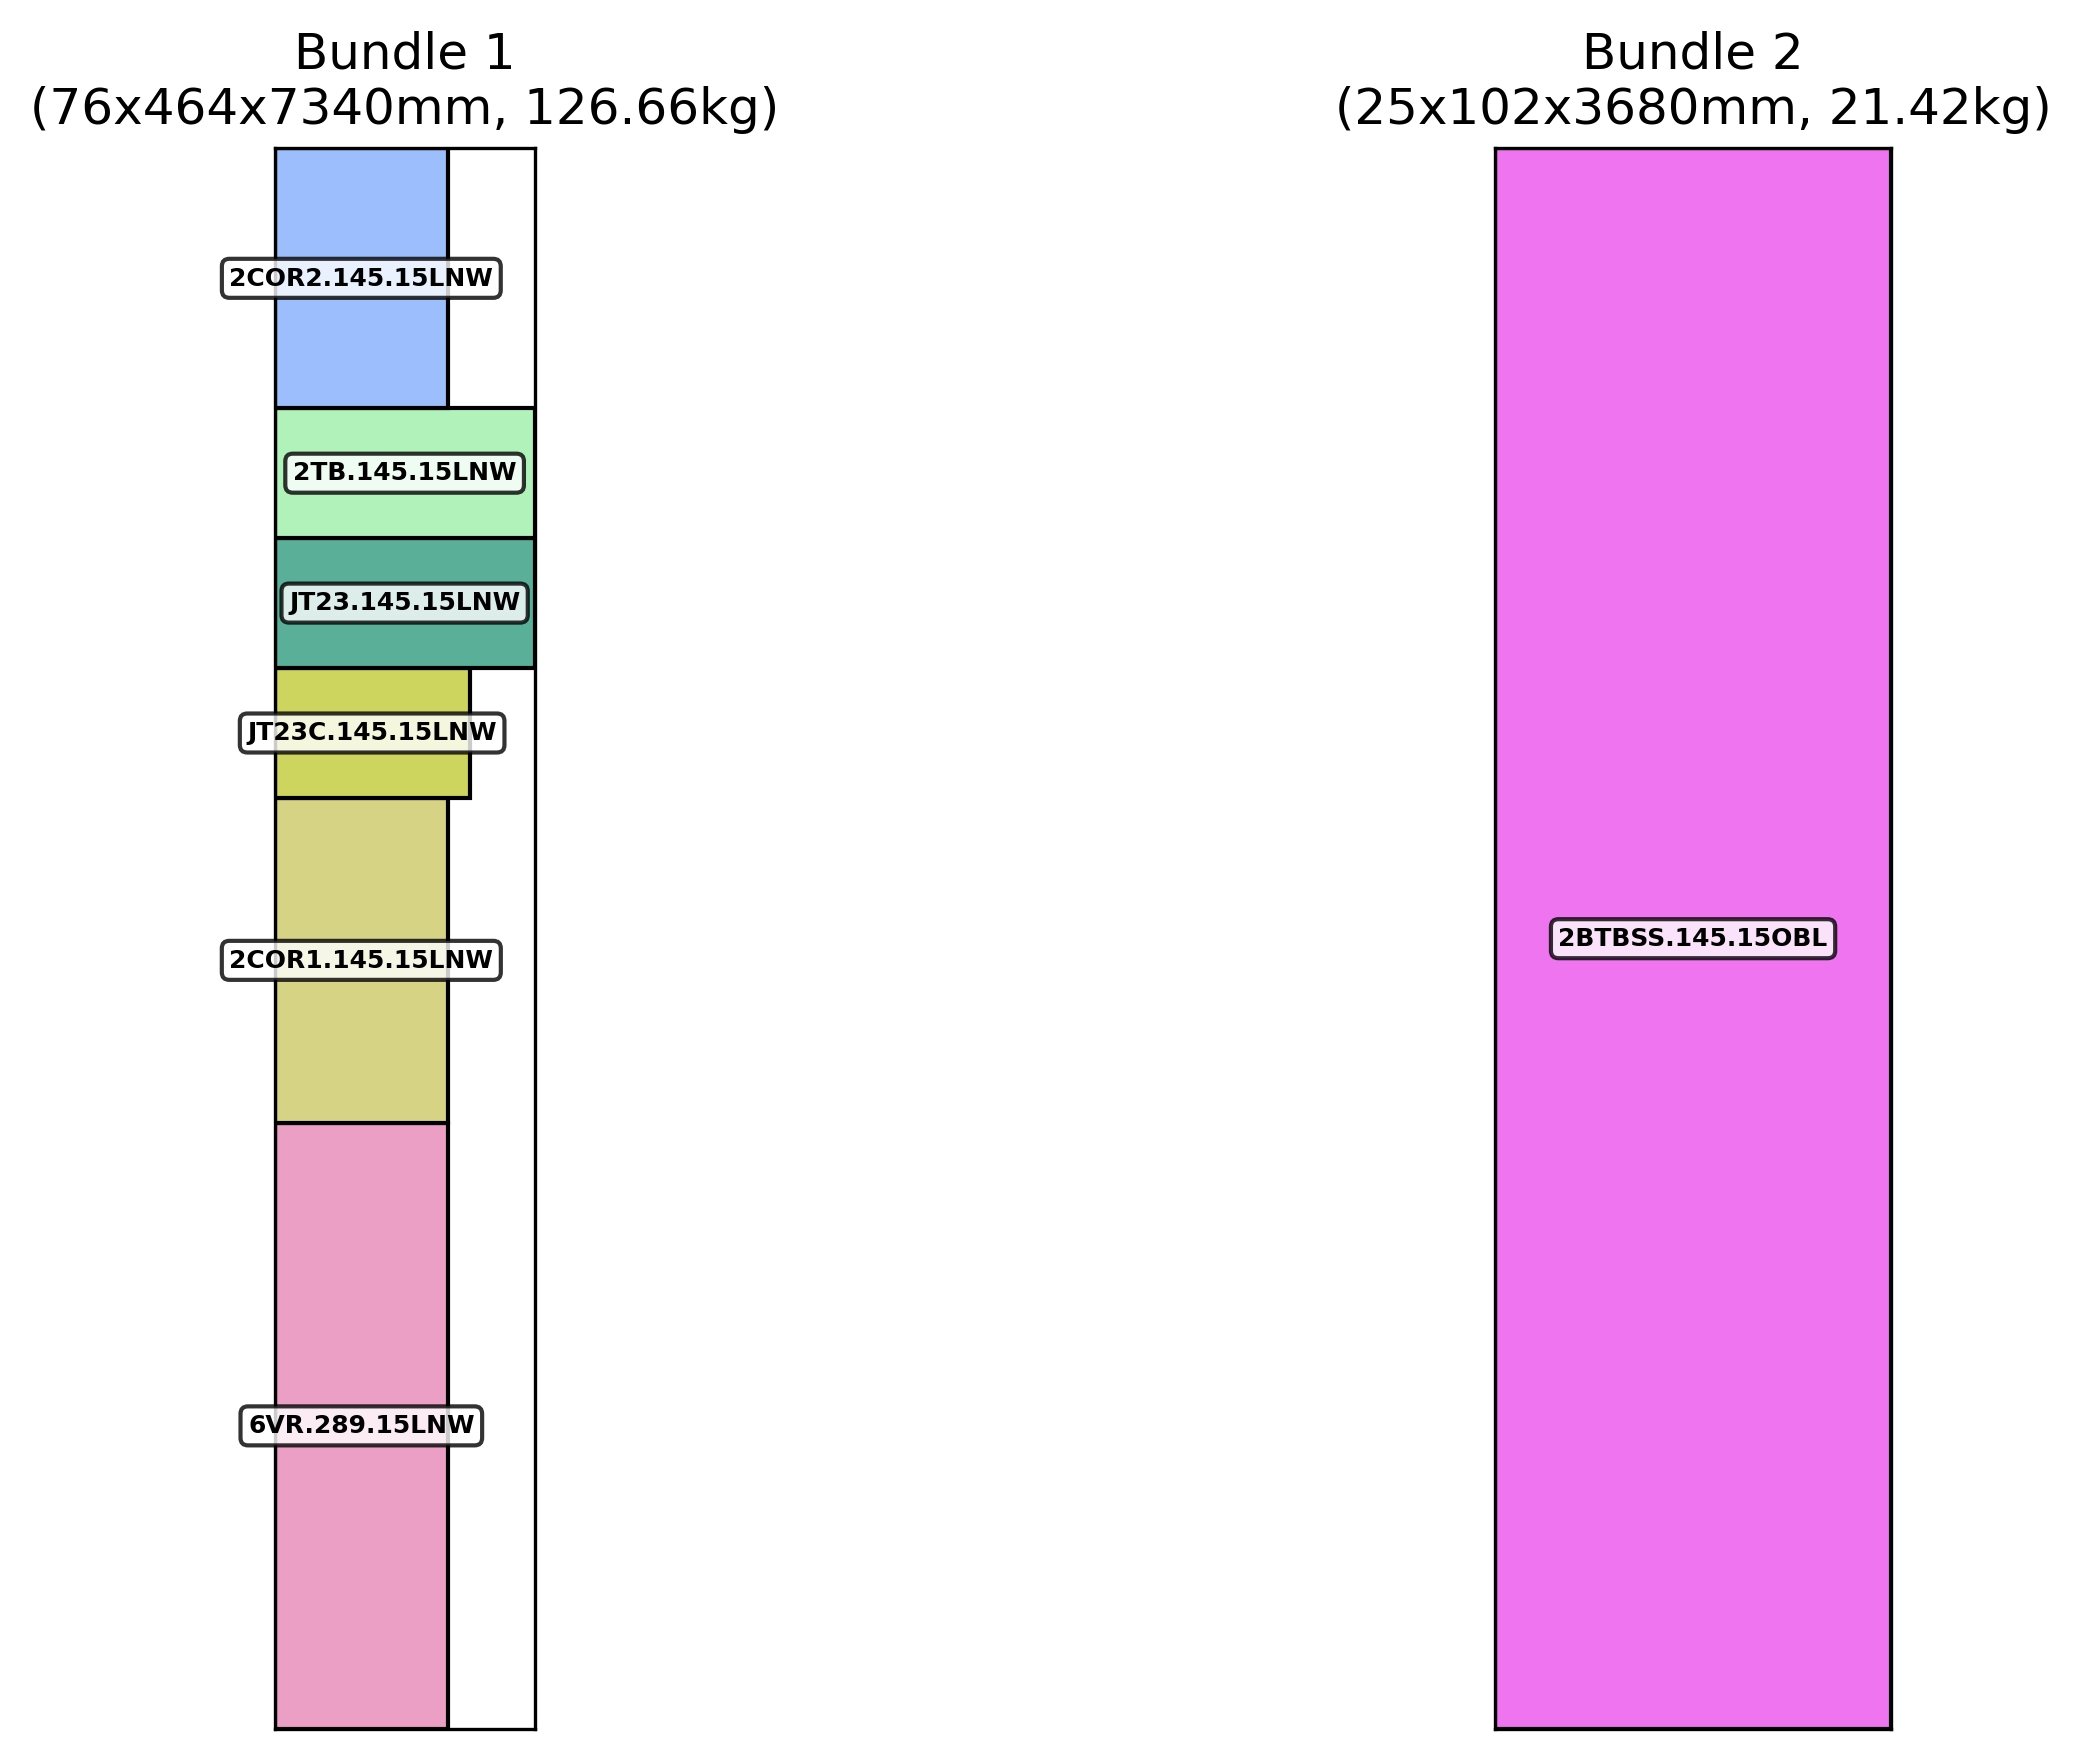 Bundle 1
(76x464x7340mm, 126.66kg)
2COR2.145.15LNW
2TB.145.15LNW
JT23.145.15LNW
JT23C.145.15LNW
2COR1.145.15LNW
6VR.289.15LNW
Bundle 2
(25x102x3680mm, 21.42kg)
2BTBSS.145.15OBL